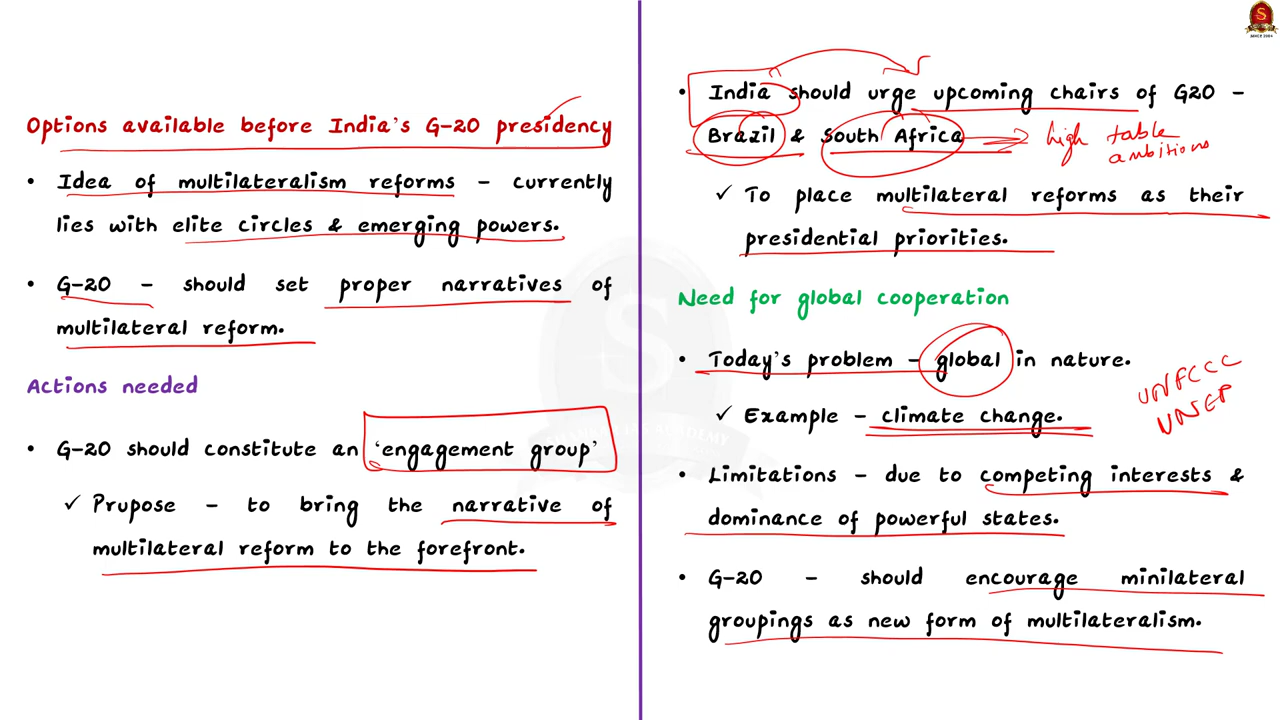 Options available before India's G-20 presidency
• Idea of multilateralism reforms – currently
lies with elite circles & emerging powers.
• G-20 – should set proper narratives of
multilateral reform.
Actions needed
• G-20 should constitute an 'engagement group'
✓ Prupose – to bring the narrative of
multilateral reform to the forefront.
• India should urge upcoming chairs of G20 –
Brazil & South Africa
high table
ambitions
✓ To place multilateral reforms as their
presidential priorities.
Need for global cooperation
• Today's problem – global in nature.
✓ Example – climate change.
UNFCCC
UNEP
• Limitations – due to competing interests &
dominance of powerful states.
• G-20 – should encourage minilateral
groupings as new form of multilateralism.
S
SINCE 2004